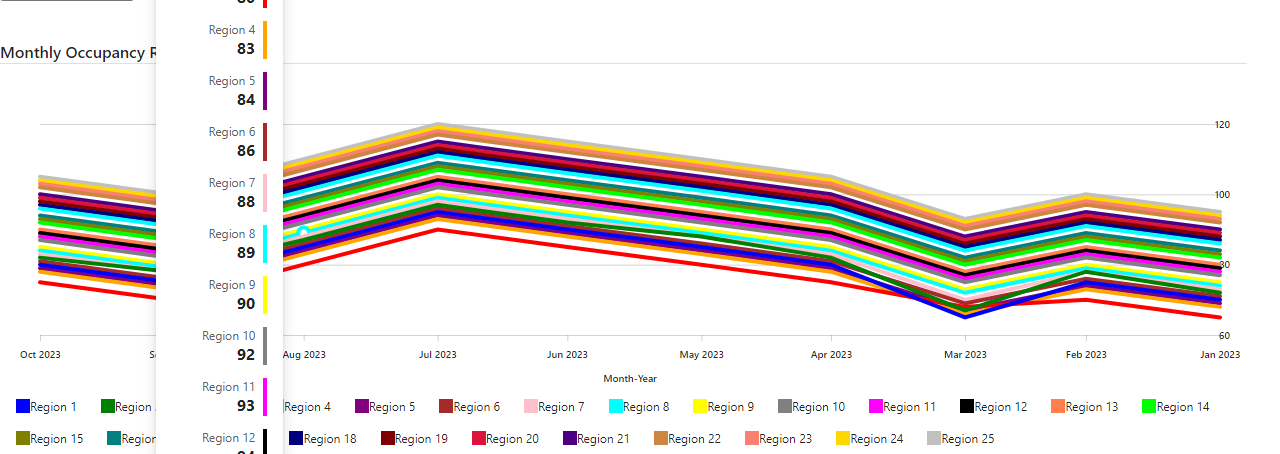 Region 4
83
Monthly Occupancy
Region 5
84
120
Region 6
86
Region 7
88
100
Region 8
89
80
Region 9
90
60
Region 10
92
Oct 2023 Aug 2023 Jul 2023 Jun 2023 May 2023 Apr 2023 Mar 2023 Feb 2023 Jan 2023
Month-Year
Region 11
93
Region 1 Region Region 4 Region 5 Region 6 Region 7 Region 8 Region 9 Region 10 Region 11 Region 12 Region 13 Region 14
Region 12
Region 15 Region 18 Region 19 Region 20 Region 21 Region 22 Region 23 Region 24 Region 25